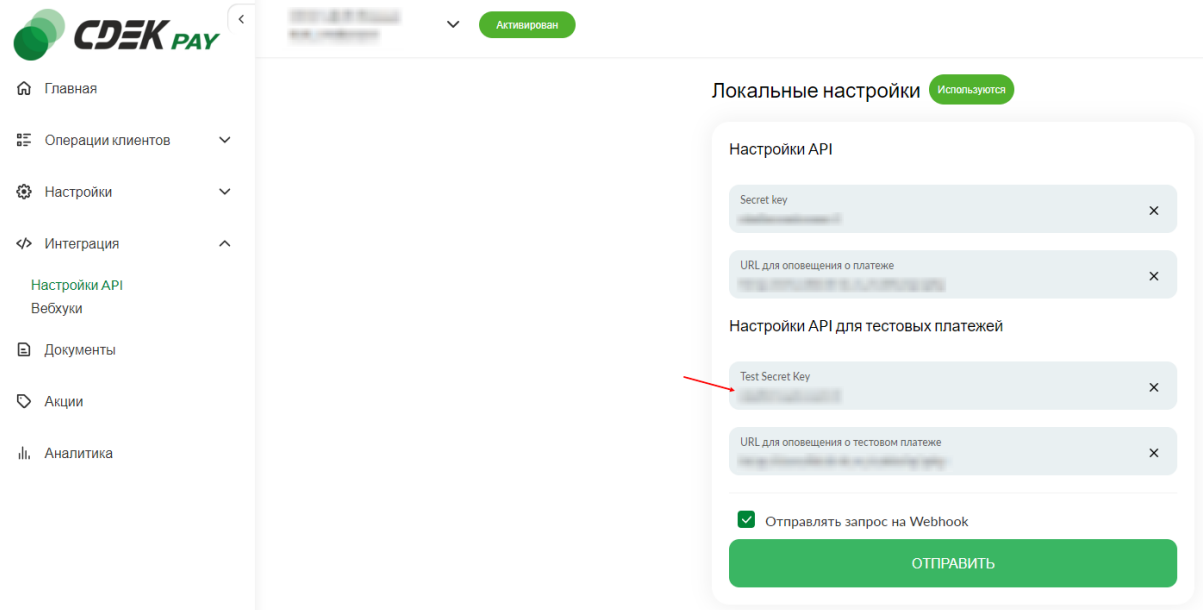 CDEK PAY
Главная
Операции клиентов
Настройки
Интеграция
Настройки API
Вебхуки
Документы
Акции
Аналитика
Активирован
Локальные настройки
Используются
Настройки API
Secret key
URL для оповещения о платеже
Настройки API для тестовых платежей
Test Secret Key
URL для оповещения о тестовом платеже
Отправлять запрос на Webhook
ОТПРАВИТЬ